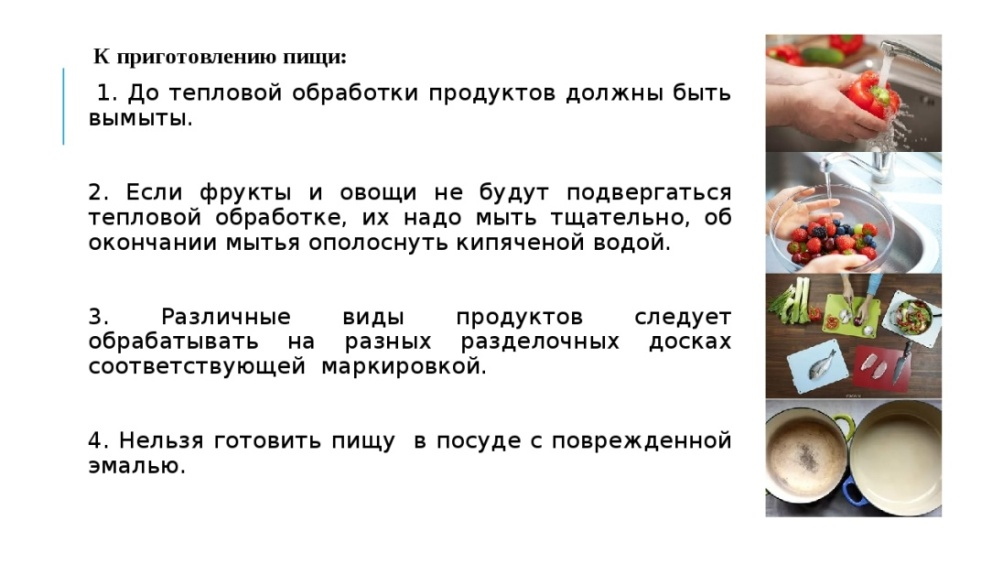 К приготовлению пищи:
1. До тепловой обработки продуктов должны быть
вымыты.
2. Если фрукты и овощи не будут подвергаться
тепловой обработке, их надо мыть тщательно, об
окончании мытья ополоснуть кипяченой водой.
3. Различные виды продуктов следует
обрабатывать на разных разделочных досках
соответствующей маркировкой.
4. Нельзя готовить пищу в посуде с поврежденной
эмалью.